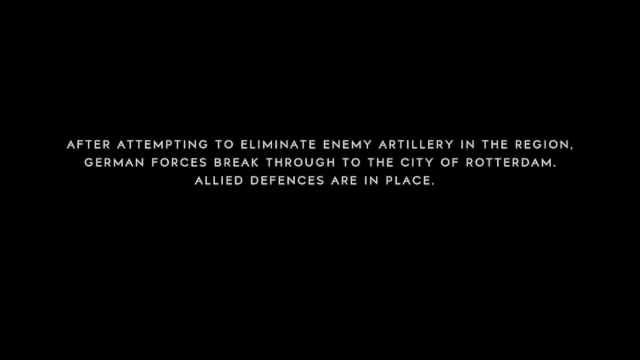 AFTER ATTEMPTING TO ELIMINATE ENEMY ARTILLERY IN THE REGION,
GERMAN FORCES BREAK THROUGH TO THE CITY OF ROTTERDAM.
ALLIED DEFENCES ARE IN PLACE.